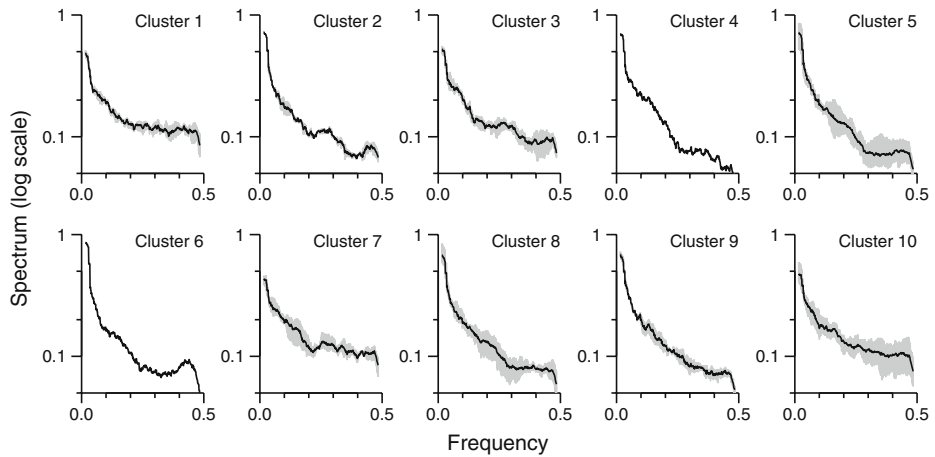 Cluster 1
Cluster 2
Cluster 3
Cluster 4
Cluster 5
1
1
1
1
1
0.1
0.1
0.1
0.1
0.1
0.0 0.5
0.0 0.5
0.0 0.5
0.0 0.5
0.0 0.5
Spectrum (log scale)
Cluster 6
Cluster 7
Cluster 8
Cluster 9
Cluster 10
1
1
1
1
1
0.1
0.1
0.1
0.1
0.1
0.0 0.5
0.0 0.5
0.0 0.5
0.0 0.5
0.0 0.5
Frequency